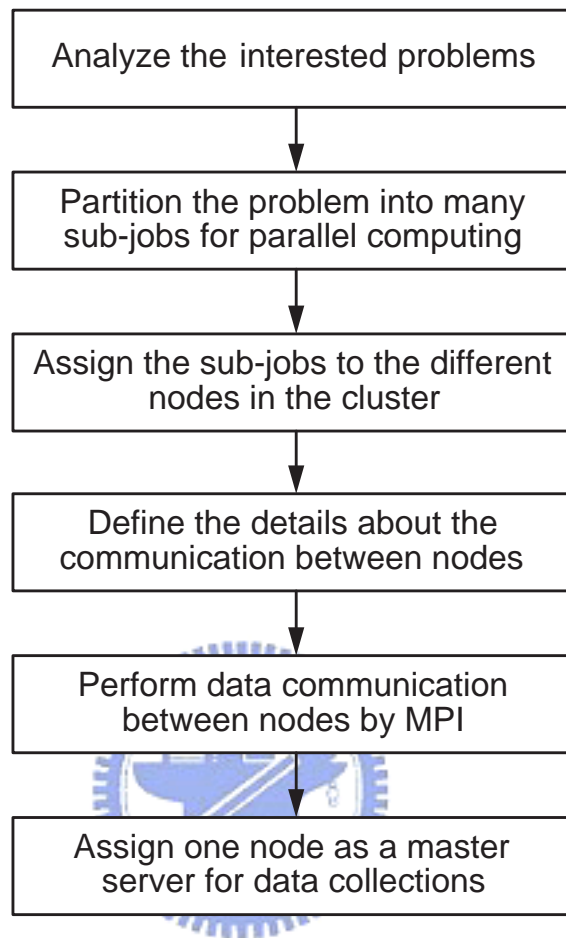 Analyze the interested problems
Partition the problem into many
sub-jobs for parallel computing
Assign the sub-jobs to the different
nodes in the cluster
Define the details about the
communication between nodes
Perform data communication
between nodes by MPI
Assign one node as a master
server for data collections